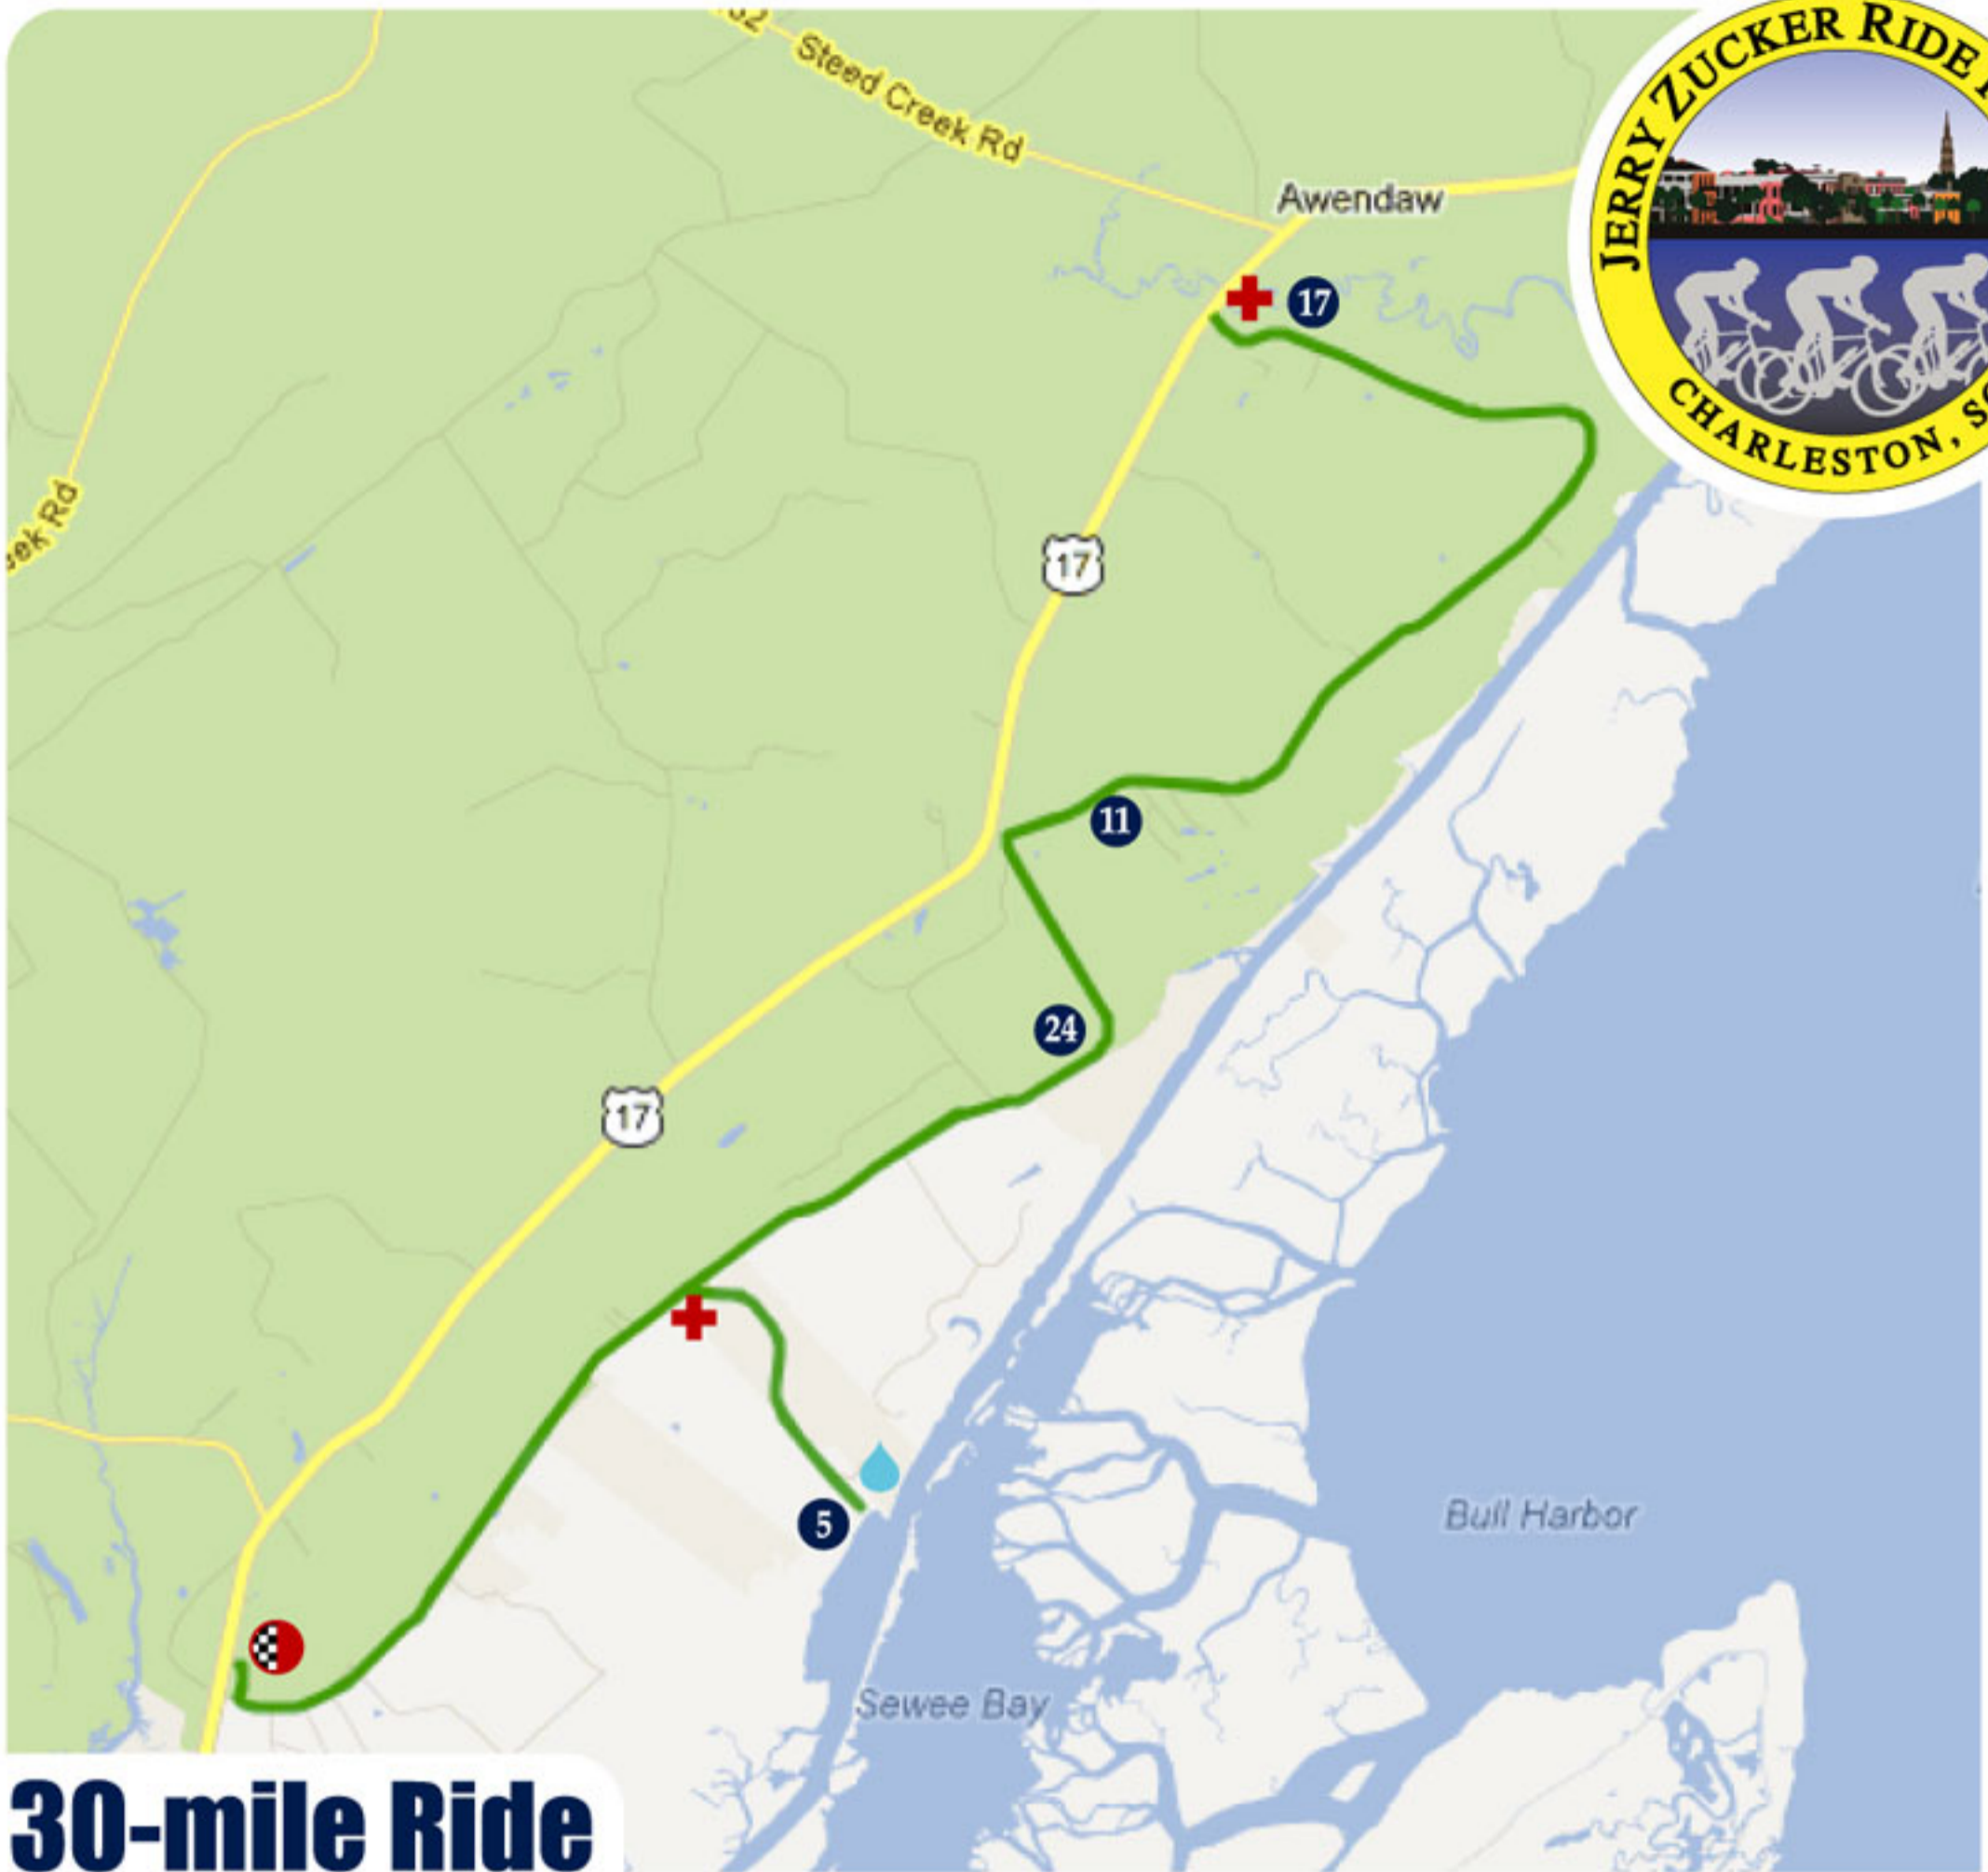 JERRY ZUCKER RIDE
CHARLESTON,
Steed Creek Rd
Awendaw
17
17
11
24
17
5
Bull Harbor
Sewee Bay
30-mile Ride